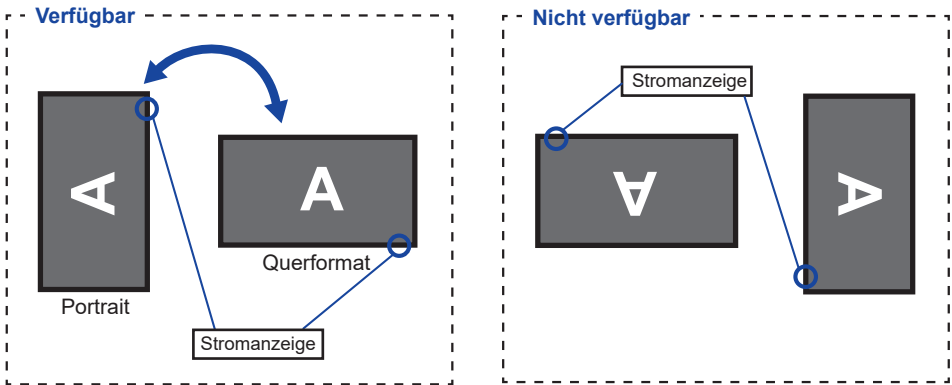 Verfügbar
A
A
Querformat
Portrait
Stromanzeige
Nicht verfügbar
Stromanzeige
A
A